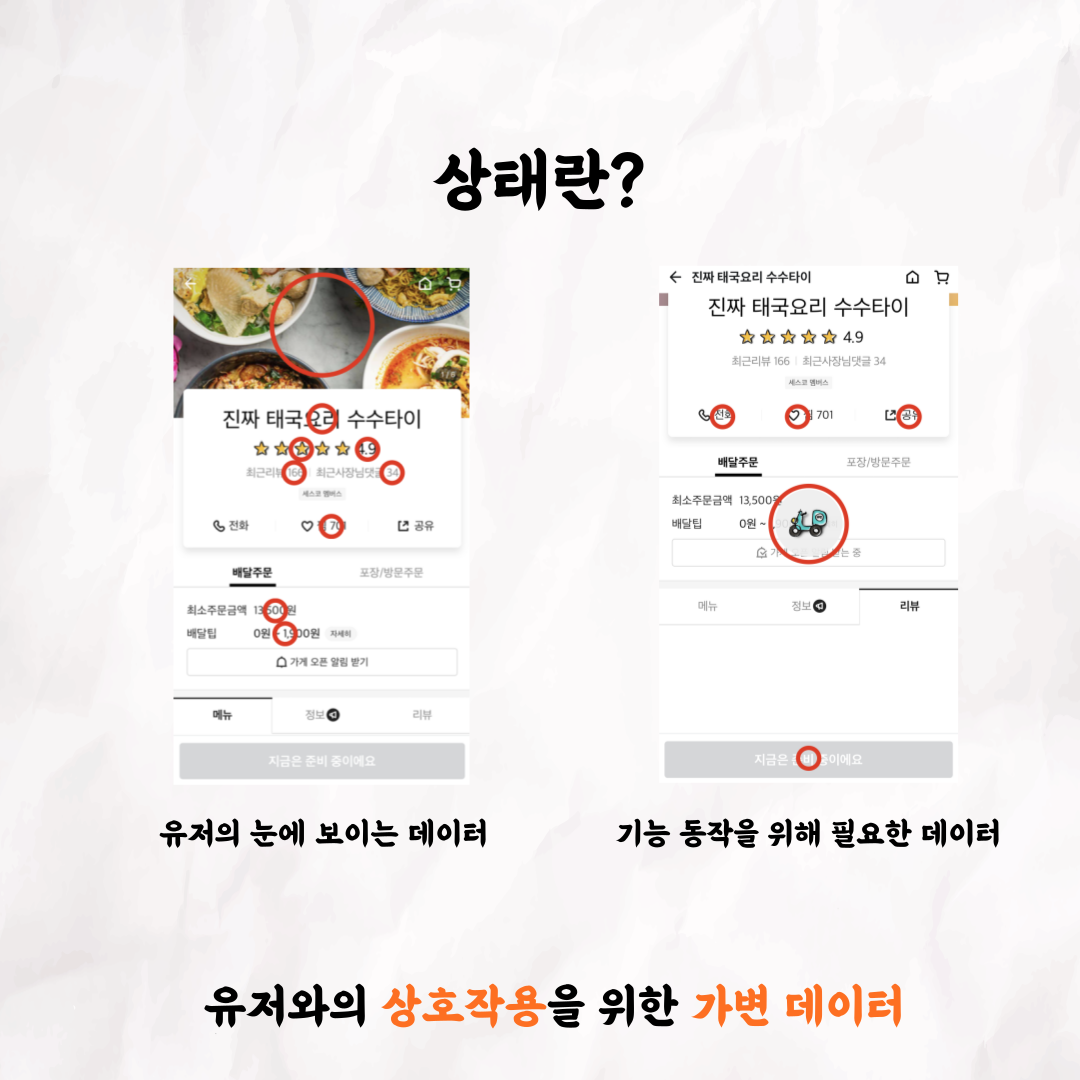 상태란?
진짜 태국요리 수수타이
4.9
최근리뷰 166 최근사장님댓글 34
세스코 멤버스
전화 찜 701 공유
배달주문 포장/방문주문
최소주문금액 13,500원
배달팁 0원 ~ 1,900원 자세히
가게 오픈 알림 받기
메뉴 정보 리뷰
지금은 준비 중이에요
유저의 눈에 보이는 데이터
진짜 태국요리 수수타이
진짜 태국요리 수수타이
4.9
최근리뷰 166 최근사장님댓글 34
세스코 멤버스
전화 찜 701 공유
배달주문 포장/방문주문
최소주문금액 13,500원
배달팁 0원 ~
는 중
메뉴 정보 리뷰
지금은 준비 중이에요
기능 동작을 위해 필요한 데이터
유저와의 상호작용을 위한 가변 데이터